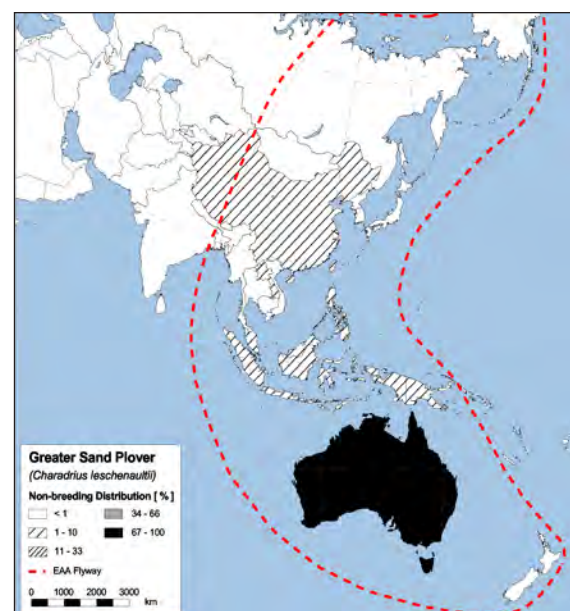 Greater Sand Plover
(Charadrius leschenaultii)
Non-breeding Distribution [ % ]
< 1
34 - 66
1 - 10
67 - 100
11 - 33
EAA Flyway
0 1000 2000 3000
km